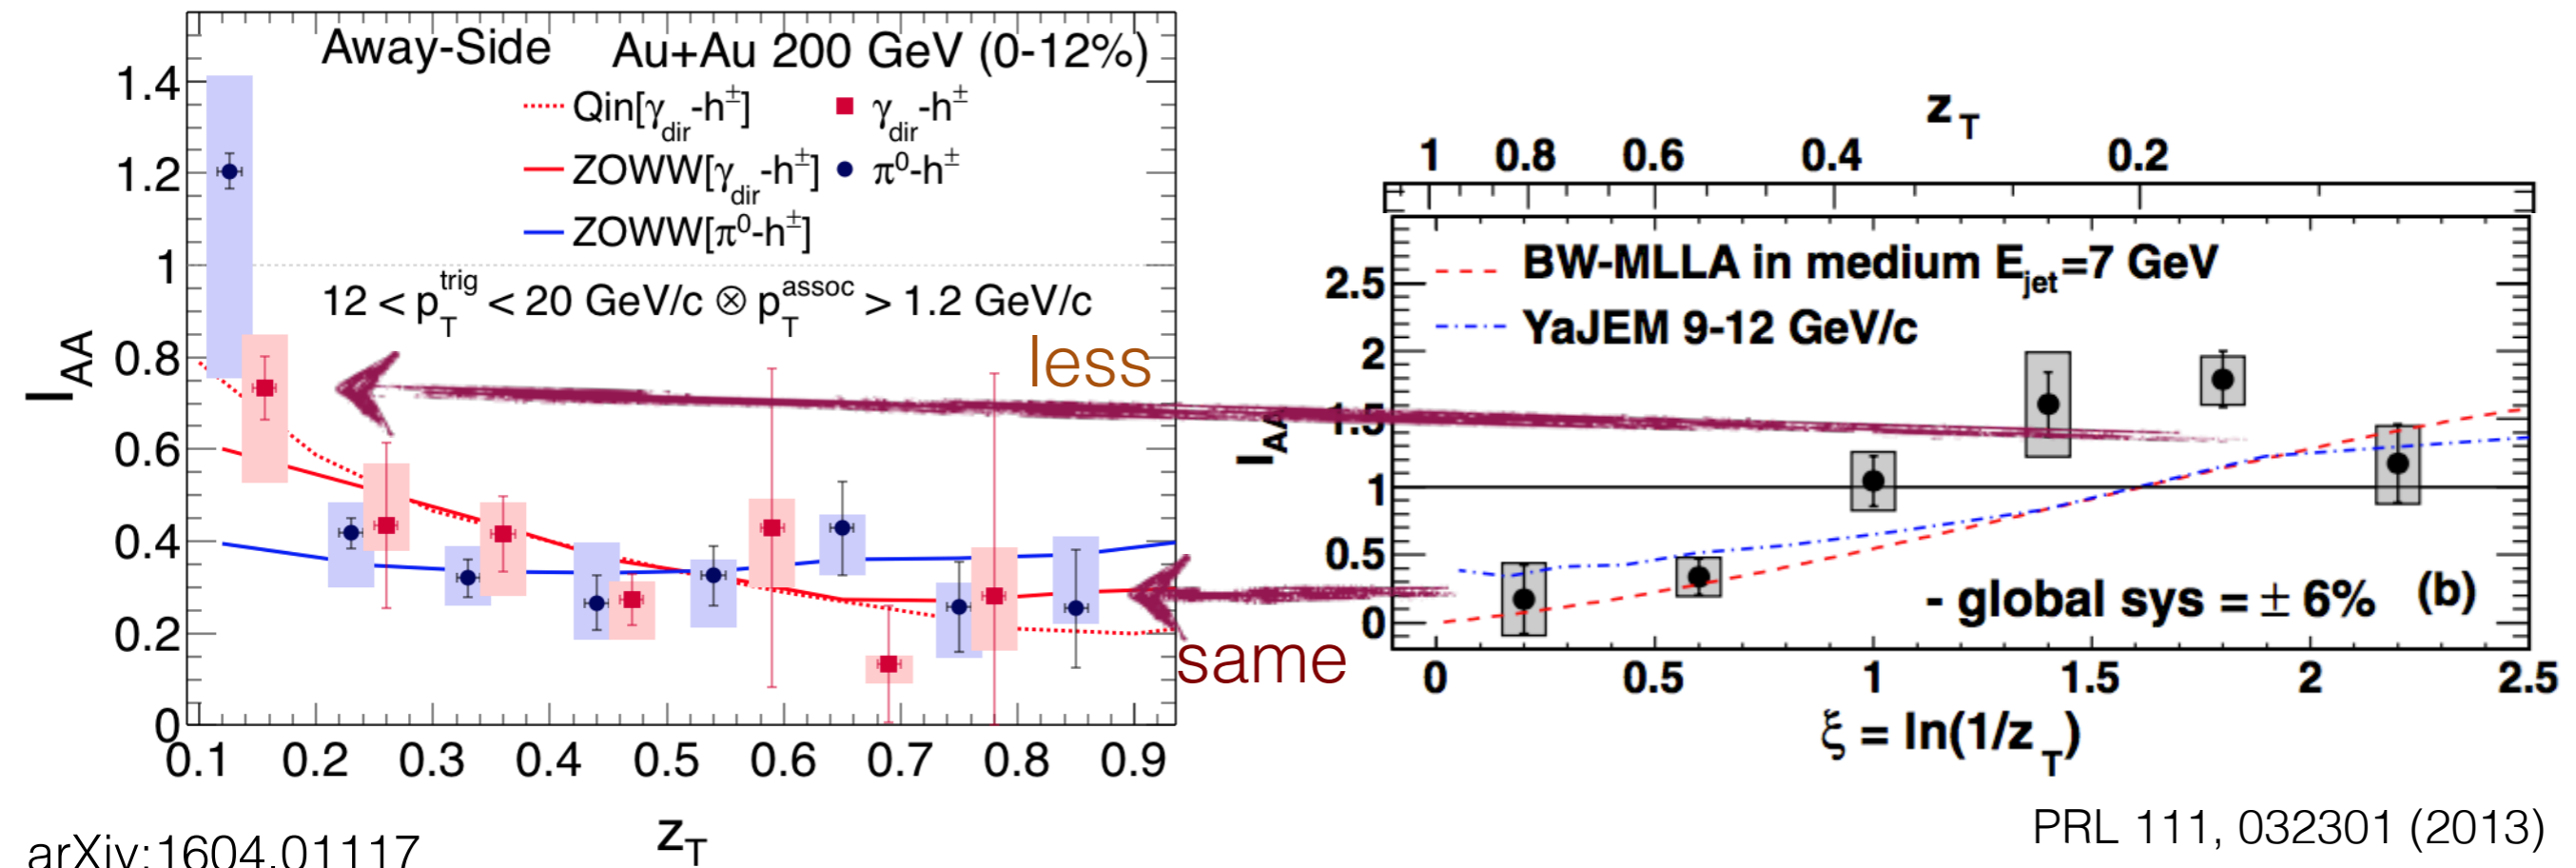 Away-Side Au+Au 200 GeV (0-12%)
Qin[γdir-h±] γdir-h±
ZOWW[γdir-h±] π0-h±
ZOWW[π0-h±]
12 < pTtrig < 20 GeV/c ⊗ pTassoc > 1.2 GeV/c
less
same
IAA
1.4
1.2
1
0.8
0.6
0.4
0.2
0
0.1 0.2 0.3 0.4 0.5 0.6 0.7 0.8 0.9
zT
arXiv:1604.01117
zT
1 0.8 0.6 0.4 0.2
BW-MLLA in medium Ejet=7 GeV
YaJEM 9-12 GeV/c
IAA
2.5
2
1.5
1
0.5
0
- global sys = ± 6% (b)
0 0.5 1 1.5 2 2.5
ξ = ln(1/zT)
PRL 111, 032301 (2013)